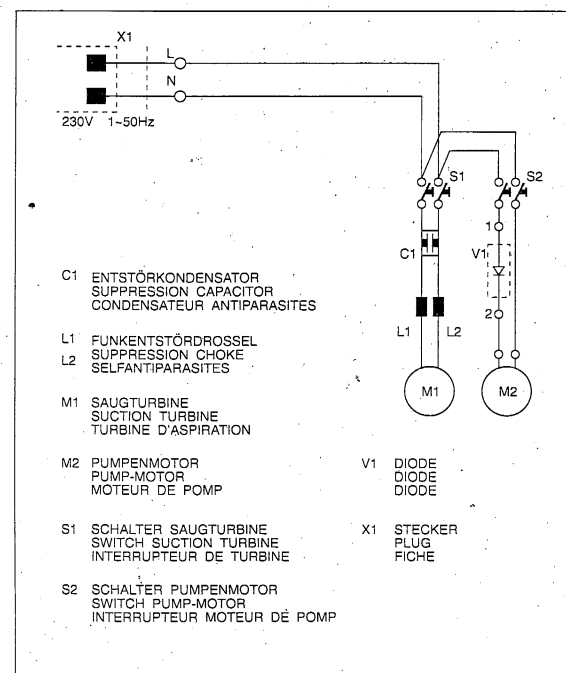 X1
L
N
230V 1~50Hz
S1
S2
1
C1
V1
2
L1
L2
M1
M2
C1 ENTSTÖRKONDENSATOR
SUPPRESSION CAPACITOR
CONDENSATEUR ANTIPARASITES
L1 FUNKENTSTÖRDROSSEL
L2 SUPPRESSION CHOKE
SELFANTIPARASITES
M1 SAUGTURBINE
SUCTION TURBINE
TURBINE D'ASPIRATION
M2 PUMPENMOTOR
PUMP-MOTOR
MOTEUR DE POMP
V1 DIODE
DIODE
DIODE
S1 SCHALTER SAUGTURBINE
SWITCH SUCTION TURBINE
INTERRUPTEUR DE TURBINE
X1 STECKER
PLUG
FICHE
S2 SCHALTER PUMPENMOTOR
SWITCH PUMP-MOTOR
INTERRUPTEUR MOTEUR DE POMP